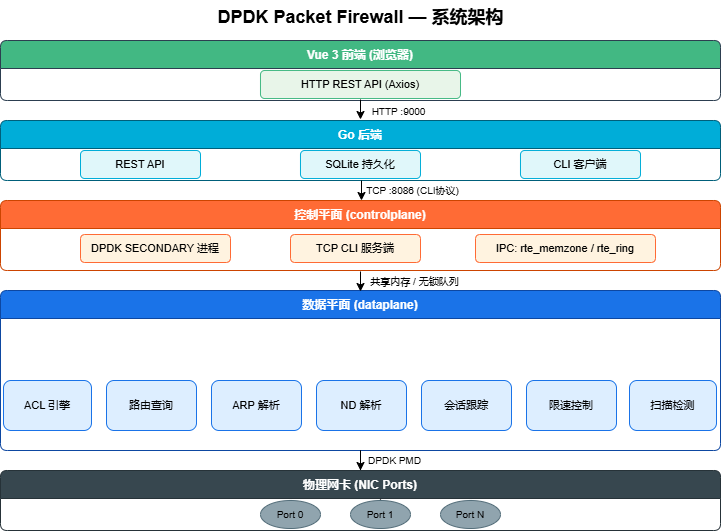 DPDK Packet Firewall — 系统架构
Vue 3 前端 (浏览器)
HTTP REST API (Axios)
HTTP :9000
Go 后端
REST API
SQLite 持久化
CLI 客户端
TCP :8086 (CLI协议)
控制平面 (controlplane)
DPDK SECONDARY 进程
TCP CLI 服务端
IPC: rte_memzone / rte_ring
共享内存 / 无锁队列
数据平面 (dataplane)
ACL 引擎
路由查询
ARP 解析
ND 解析
会话跟踪
限速控制
扫描检测
DPDK PMD
物理网卡 (NIC Ports)
Port 0
Port 1
Port N